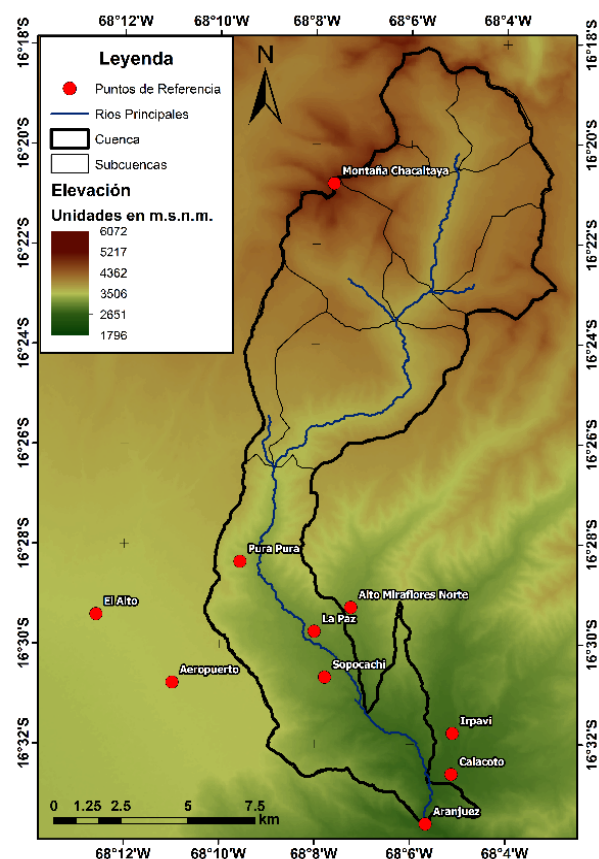 68°12'W 68°10'W 68°8'W 68°6'W 68°4'W
16°18'S 16°18'S
Leyenda
Puntos de Referencia
Rios Principales
Cuenca
Subcuencas
Elevación
Unidades en m.s.n.m.
6072
5217
4362
3506
2651
1796
N
16°20'S 16°20'S
Montaña Chacaltaya
16°22'S 16°22'S
16°24'S 16°24'S
16°26'S 16°26'S
16°28'S 16°28'S
Pura Pura
Alto Miraflores Norte
El Alto
La Paz
16°30'S 16°30'S
Sopocachi
Aeropuerto
Irpavi
16°32'S 16°32'S
Calacoto
Aranjuez
0 1.25 2.5 5 7.5
km
68°12'W 68°10'W 68°8'W 68°6'W 68°4'W